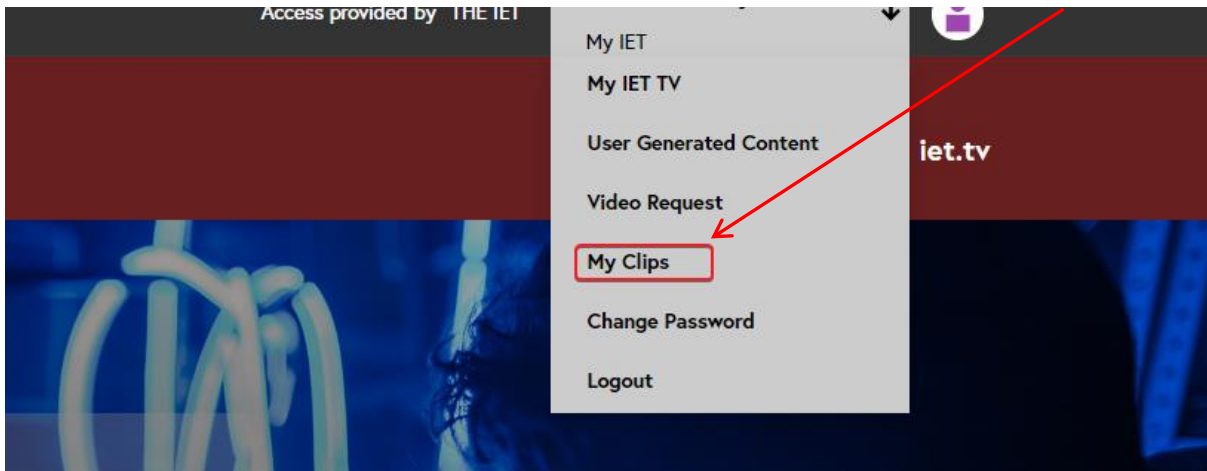 Access provided by THE IET
My IET
My IET TV
User Generated Content
iet.tv
Video Request
My Clips
Change Password
Logout